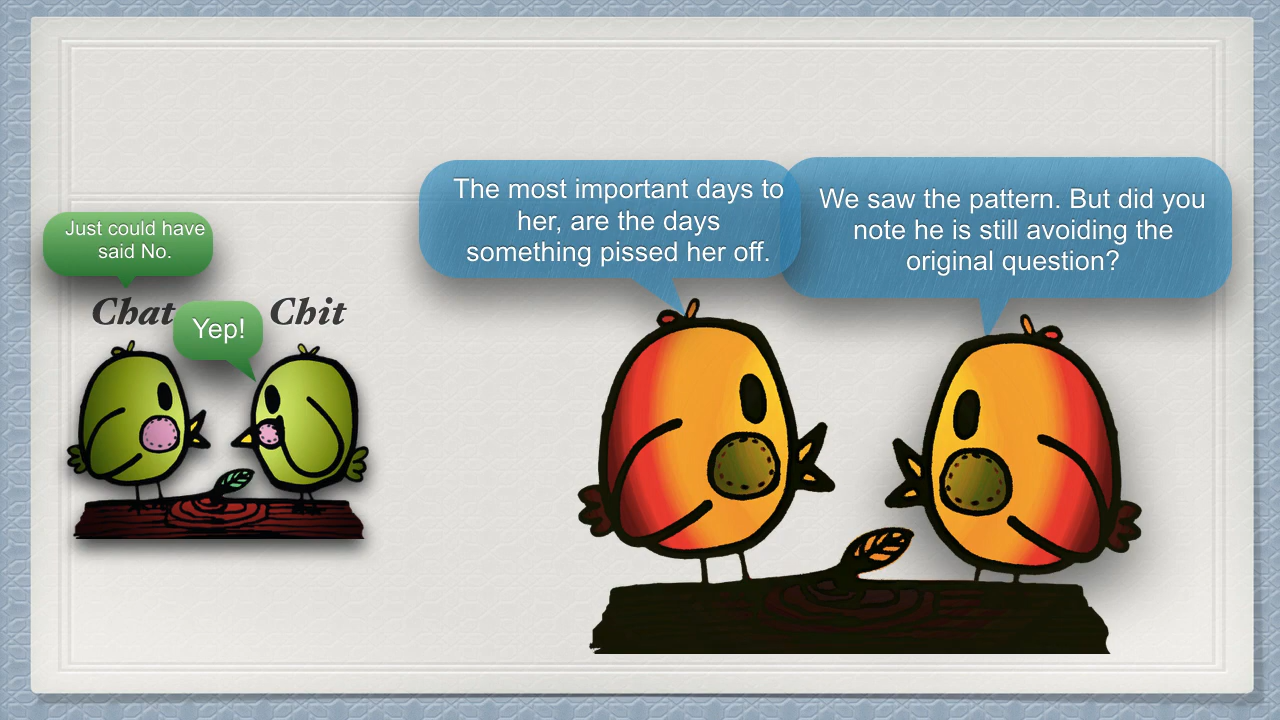 The most important days to
her, are the days
something pissed her off.
We saw the pattern. But did you
note he is still avoiding the
original question?
Just could have
said No.
Chat
Chit
Yep!